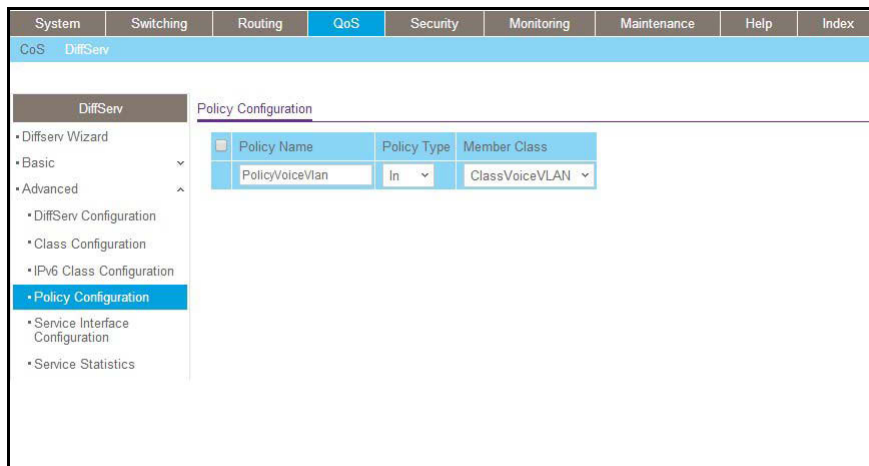 System Switching Routing QoS Security Monitoring Maintenance Help Index
CoS DiffServ
DiffServ
Diffserv Wizard
Basic
Advanced
DiffServ Configuration
Class Configuration
IPv6 Class Configuration
Policy Configuration
Service Interface
Configuration
Service Statistics
Policy Configuration
Policy Name Policy Type Member Class
PolicyVoiceVlan In ClassVoiceVLAN